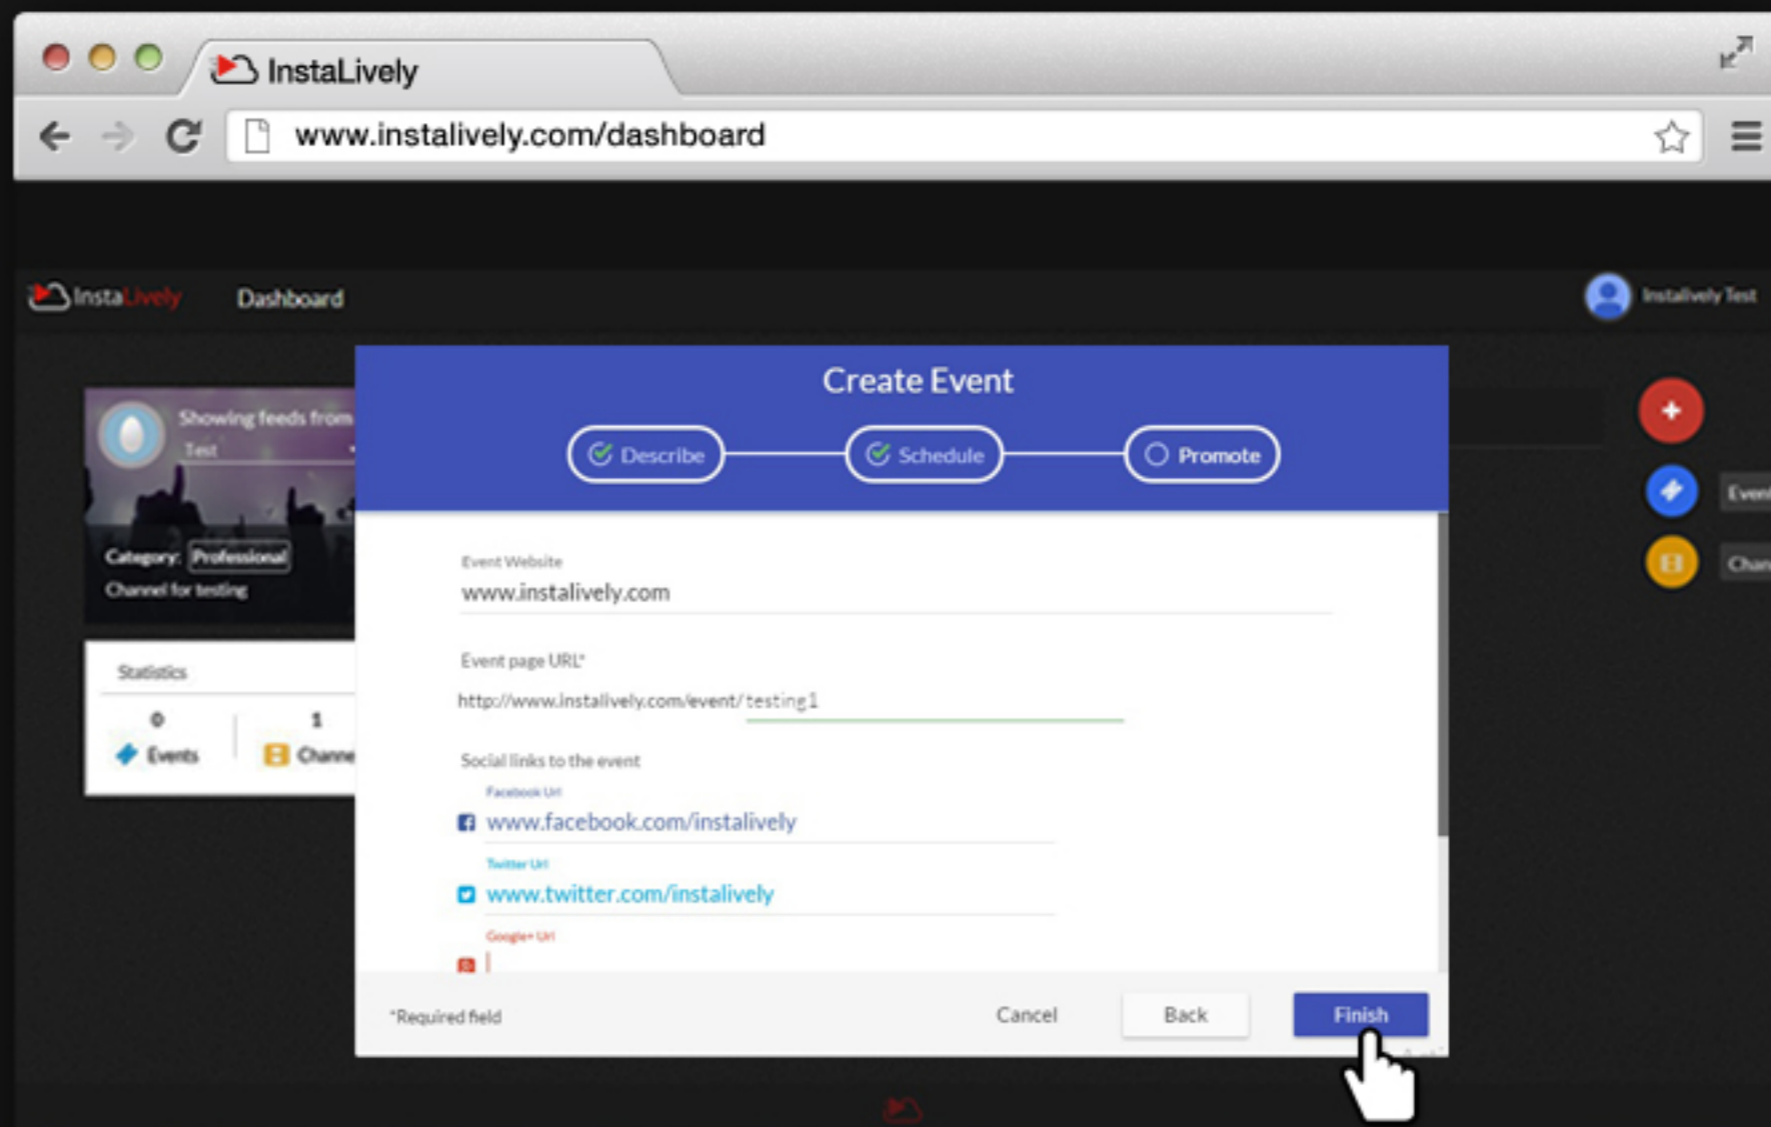 InstaLively
www.instalively.com/dashboard
InstaLively
Dashboard
Instalively Test
Create Event
Describe
Schedule
Promote
Showing feeds from
Test
Category: Professional
Channel for testing
Statistics
0
1
Events
Channe
Even
Chan
Event Website
www.instalively.com
Event page URL*
http://www.instalively.com/event/testing1
Social links to the event
Facebook Url
www.facebook.com/instalively
Twitter Url
www.twitter.com/instalively
Google+ Url
*Required field
Cancel
Back
Finish